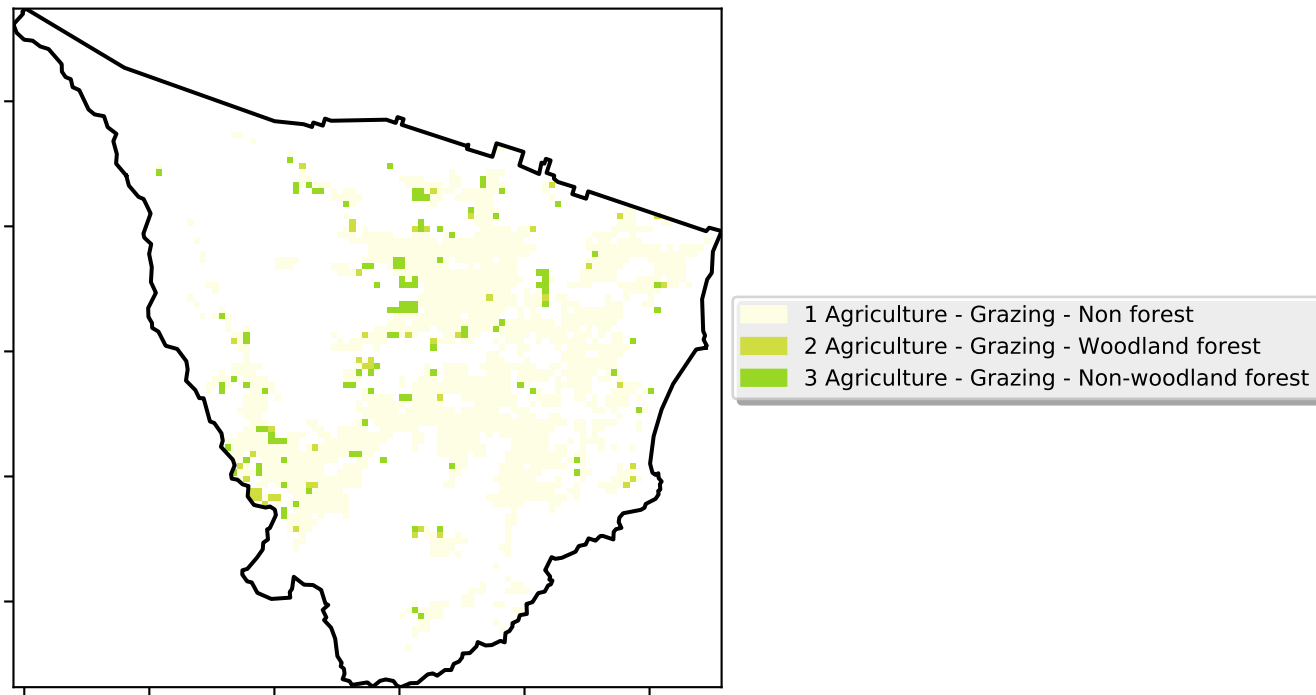 1 Agriculture - Grazing - Non forest
2 Agriculture - Grazing - Woodland forest
3 Agriculture - Grazing - Non-woodland forest